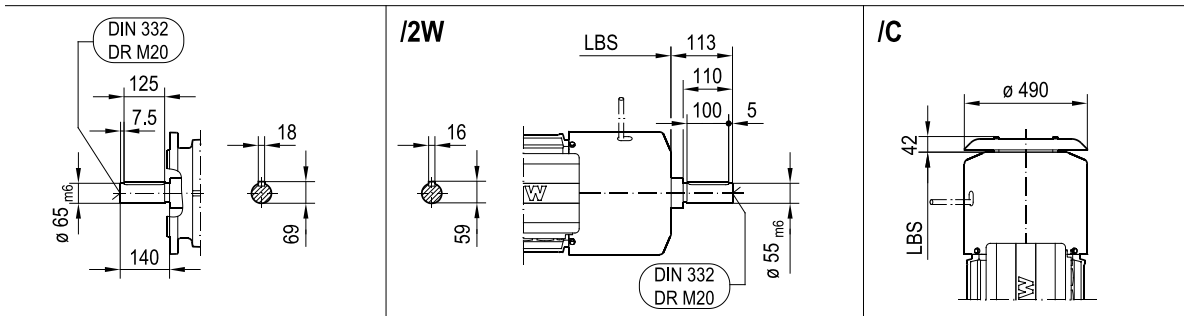 DIN 332
DR M20
125
7.5
18
ø 65 m6
69
140
/2W
LBS
113
110
100
5
16
59
W
ø 55 m6
DIN 332
DR M20
/C
ø 490
42
LBS
W